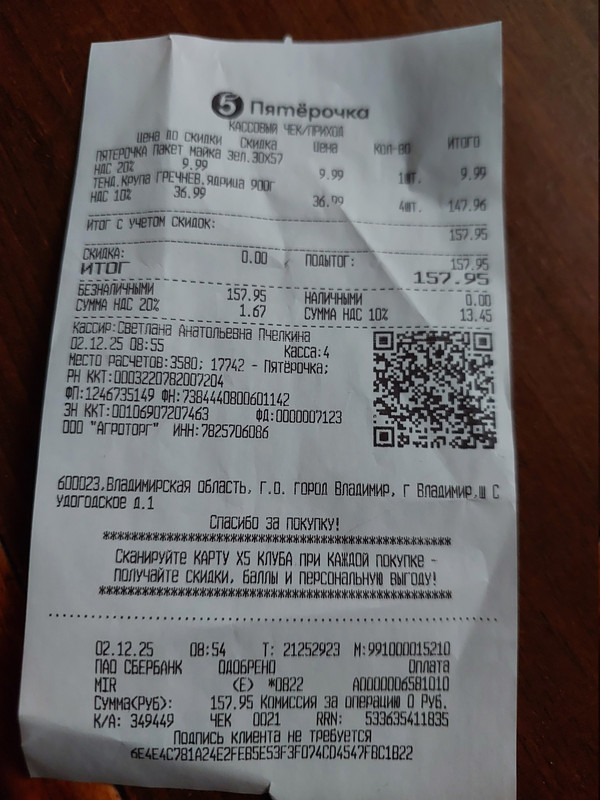 5 Пятёрочка
КАССОВЫЙ ЧЕК/ПРИХОД
ЦЕНА ДО СКИДКИ СКИДКА ЦЕНА КОЛ-ВО ИТОГО
ПЯТЕРОЧКА ПАКЕТ МАЙКА ЗЕЛ.30Х57
НДС 20% 9.99 9.99 1ШТ. 9.99
ТЕНД.КРУПА ГРЕЧНЕВ.ЯДРИЦА 900Г
НДС 10% 36.99 36.99 4ШТ. 147.96
ИТОГ С УЧЕТОМ СКИДОК: 157.95
СКИДКА: 0.00 ПОДЫТОГ: 157.95
ИТОГ 157.95
БЕЗНАЛИЧНЫМИ 157.95 НАЛИЧНЫМИ 0.00
СУММА НДС 20% 1.67 СУММА НДС 10% 13.45
КАССИР:СВЕТЛАНА АНАТОЛЬЕВНА ПЧЕЛКИНА
02.12.25 08:55 КАССА:4
МЕСТО РАСЧЕТОВ:3580; 17742 - ПЯТЁРОЧКА;
РН ККТ:0003220782007204
ФП:1246735149 ФН:7384440800601142
ЗН ККТ:00106907207463 ФД:0000007123
ООО "АГРОТОРГ" ИНН:7825706086
600023,ВЛАДИМИРСКАЯ ОБЛАСТЬ, Г.О. ГОРОД ВЛАДИМИР, Г ВЛАДИМИР,Ш С
УДОГОДСКОЕ Д.1
СПАСИБО ЗА ПОКУПКУ!
СКАНИРУЙТЕ КАРТУ Х5 КЛУБА ПРИ КАЖДОЙ ПОКУПКЕ -
ПОЛУЧАЙТЕ СКИДКИ, БАЛЛЫ И ПЕРСОНАЛЬНУЮ ВЫГОДУ!
02.12.25 08:54 Т: 21252923 М:991000015210
ПАО СБЕРБАНК ОДОБРЕНО ОПЛАТА
MIR (E) *0822 A0000006581010
СУММА(РУБ): 157.95 КОМИССИЯ ЗА ОПЕРАЦИЮ 0 РУБ.
К/А: 349449 ЧЕК 0021 RRN: 533635411835
ПОДПИСЬ КЛИЕНТА НЕ ТРЕБУЕТСЯ
6E4E4C781A24E2FEB5E53F3F074CD4547FBC1B22